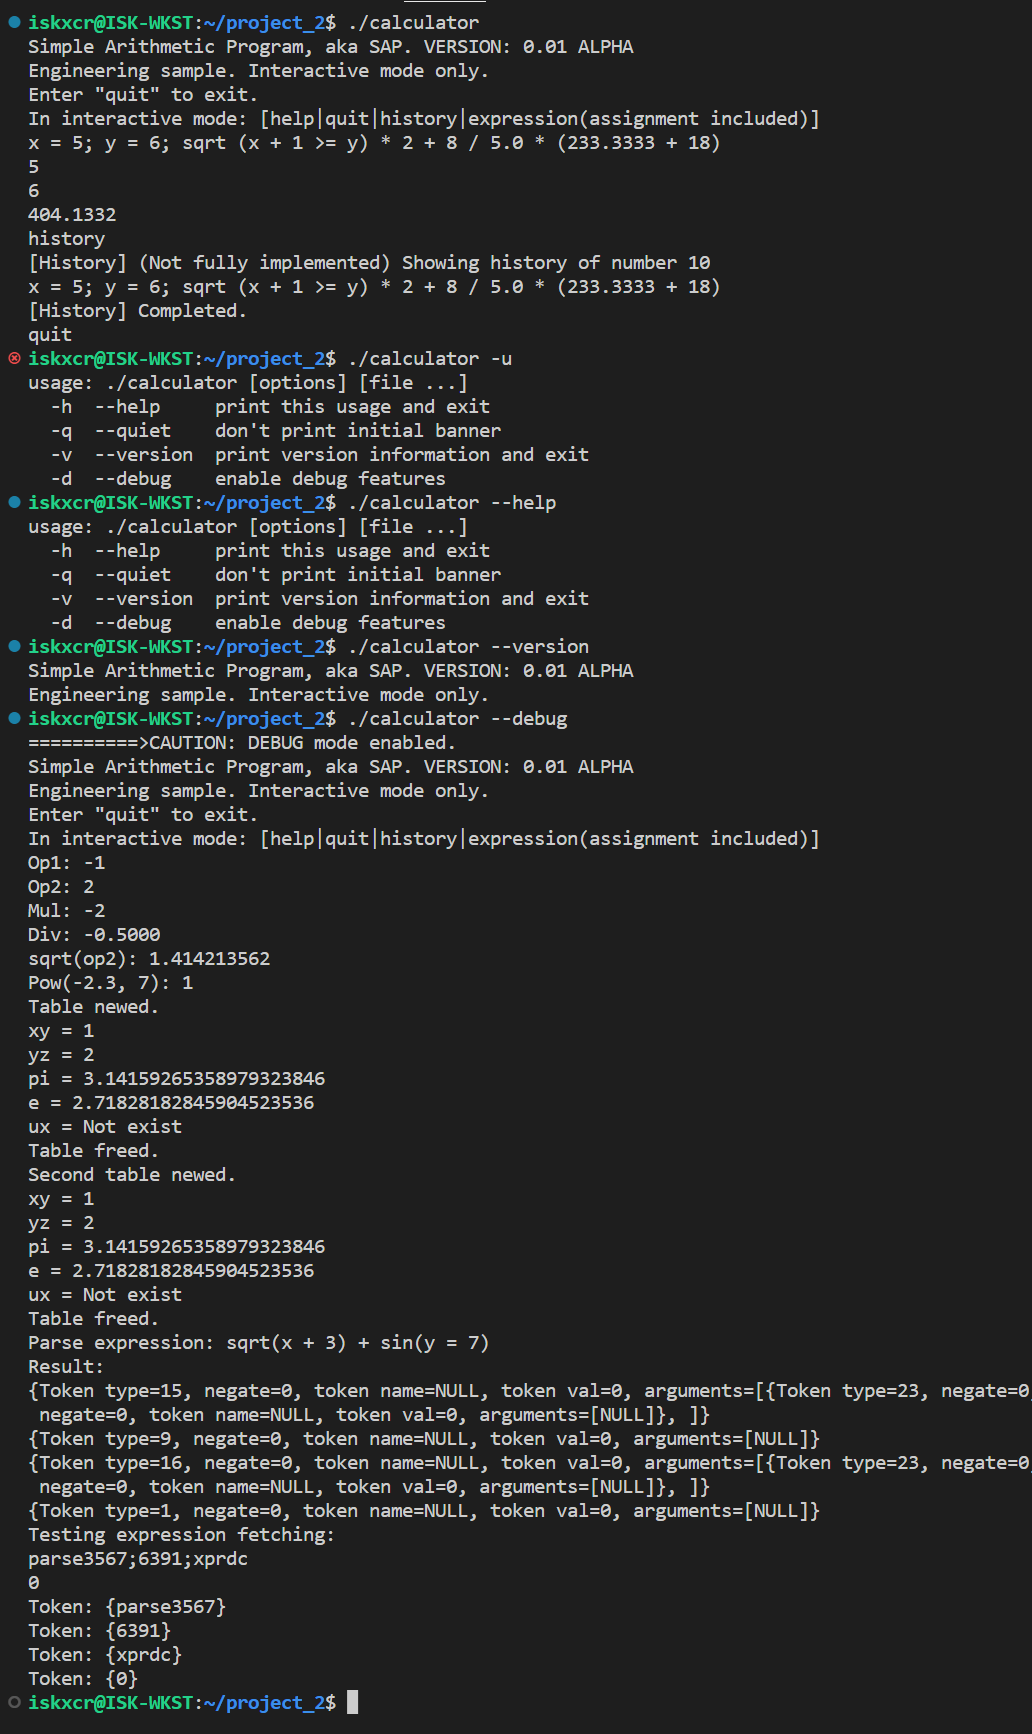 iskxcr@ISK-WKST:~/project_2$ ./calculator
Simple Arithmetic Program, aka SAP. VERSION: 0.01 ALPHA
Engineering sample. Interactive mode only.
Enter "quit" to exit.
In interactive mode: [help|quit|history|expression(assignment included)]
x = 5; y = 6; sqrt (x + 1 >= y) * 2 + 8 / 5.0 * (233.3333 + 18)
5
6
404.1332
history
[History] (Not fully implemented) Showing history of number 10
x = 5; y = 6; sqrt (x + 1 >= y) * 2 + 8 / 5.0 * (233.3333 + 18)
[History] Completed.
quit
iskxcr@ISK-WKST:~/project_2$ ./calculator -u
usage: ./calculator [options] [file ...]
  -h  --help     print this usage and exit
  -q  --quiet    don't print initial banner
  -v  --version  print version information and exit
  -d  --debug    enable debug features
iskxcr@ISK-WKST:~/project_2$ ./calculator --help
usage: ./calculator [options] [file ...]
  -h  --help     print this usage and exit
  -q  --quiet    don't print initial banner
  -v  --version  print version information and exit
  -d  --debug    enable debug features
iskxcr@ISK-WKST:~/project_2$ ./calculator --version
Simple Arithmetic Program, aka SAP. VERSION: 0.01 ALPHA
Engineering sample. Interactive mode only.
iskxcr@ISK-WKST:~/project_2$ ./calculator --debug
==========>CAUTION: DEBUG mode enabled.
Simple Arithmetic Program, aka SAP. VERSION: 0.01 ALPHA
Engineering sample. Interactive mode only.
Enter "quit" to exit.
In interactive mode: [help|quit|history|expression(assignment included)]
Op1: -1
Op2: 2
Mul: -2
Div: -0.5000
sqrt(op2): 1.414213562
Pow(-2.3, 7): 1
Table newed.
xy = 1
yz = 2
pi = 3.14159265358979323846
e = 2.71828182845904523536
ux = Not exist
Table freed.
Second table newed.
xy = 1
yz = 2
pi = 3.14159265358979323846
e = 2.71828182845904523536
ux = Not exist
Table freed.
Parse expression: sqrt(x + 3) + sin(y = 7)
Result:
{Token type=15, negate=0, token name=NULL, token val=0, arguments=[{Token type=23, negate=0,
 negate=0, token name=NULL, token val=0, arguments=[NULL]}, ]}
{Token type=9, negate=0, token name=NULL, token val=0, arguments=[NULL]}
{Token type=16, negate=0, token name=NULL, token val=0, arguments=[{Token type=23, negate=0,
 negate=0, token name=NULL, token val=0, arguments=[NULL]}, ]}
{Token type=1, negate=0, token name=NULL, token val=0, arguments=[NULL]}
Testing expression fetching:
parse3567;6391;xprdc
0
Token: {parse3567}
Token: {6391}
Token: {xprdc}
Token: {0}
iskxcr@ISK-WKST:~/project_2$